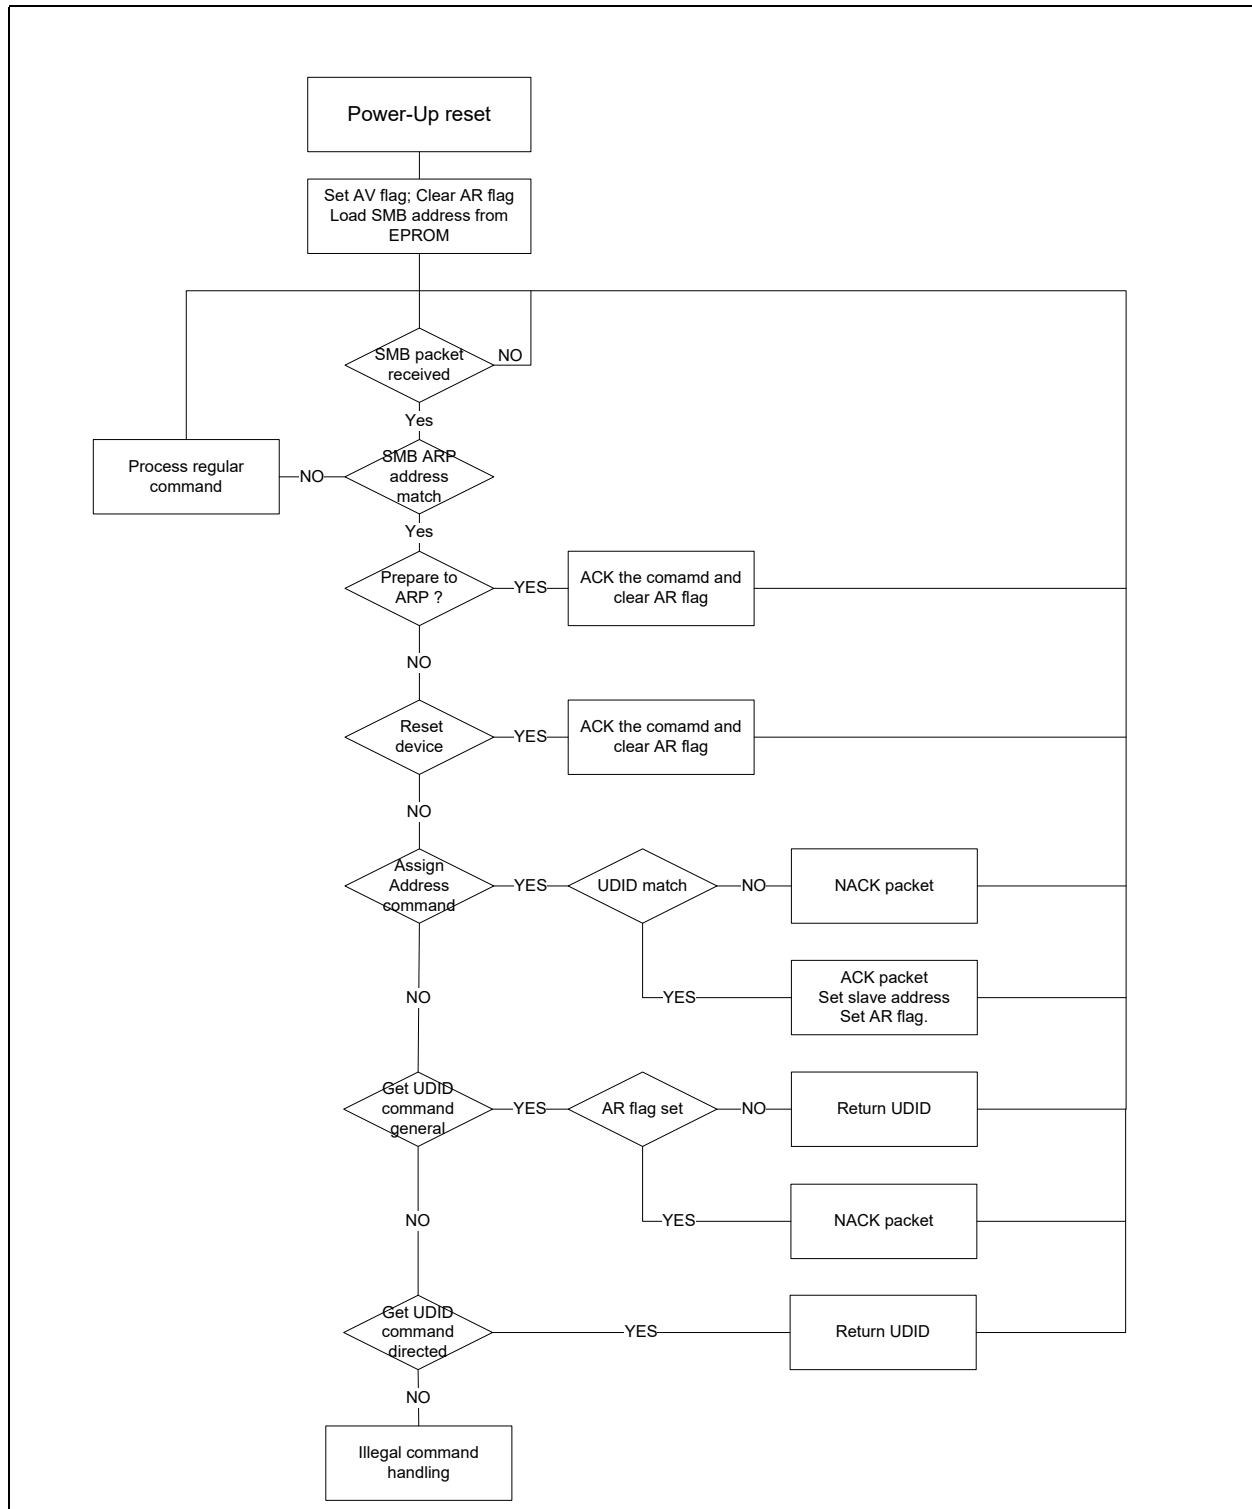 Power-Up reset
Set AV flag; Clear AR flag
Load SMB address from
EPROM
SMB packet
received
NO
Yes
Process regular
command
NO
SMB ARP
address
match
Yes
Prepare to
ARP ?
YES
ACK the comamd and
clear AR flag
NO
Reset
device
YES
ACK the comamd and
clear AR flag
NO
Assign
Address
command
YES
UDID match
NO
NACK packet
YES
ACK packet
Set slave address
Set AR flag.
NO
Get UDID
command
general
YES
AR flag set
NO
Return UDID
YES
NACK packet
NO
Get UDID
command
directed
YES
Return UDID
NO
Illegal command
handling